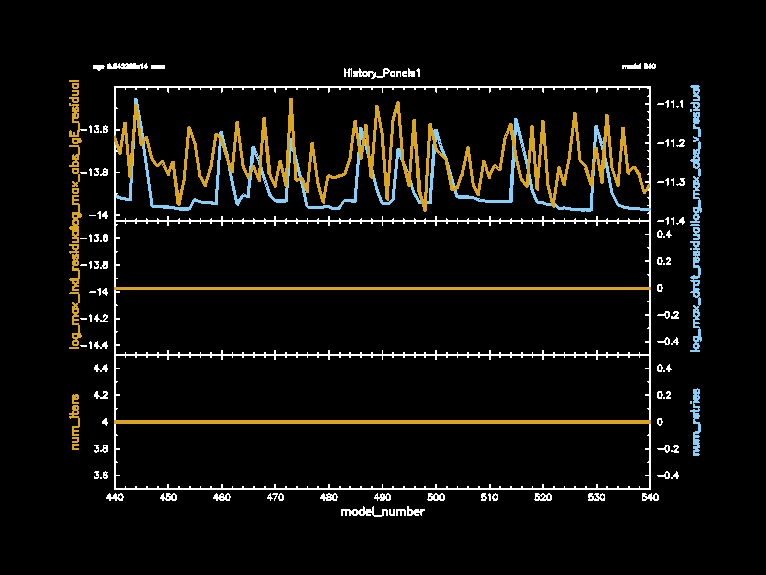 History_Panels1
model 540
log_max_abs_lgE_residual
−13.6
−13.8
−14
−11.1
−11.2
−11.3
−11.4
log_max_abs_v_residual
log_max_lnd_residual
−13.6
−13.8
−14
−14.2
−14.4
0.4
0.2
0
−0.2
−0.4
log_max_drdt_residual
num_iters
4.4
4.2
4
3.8
3.6
0.4
0.2
0
−0.2
−0.4
num_retries
440 450 460 470 480 490 500 510 520 530 540
model_number